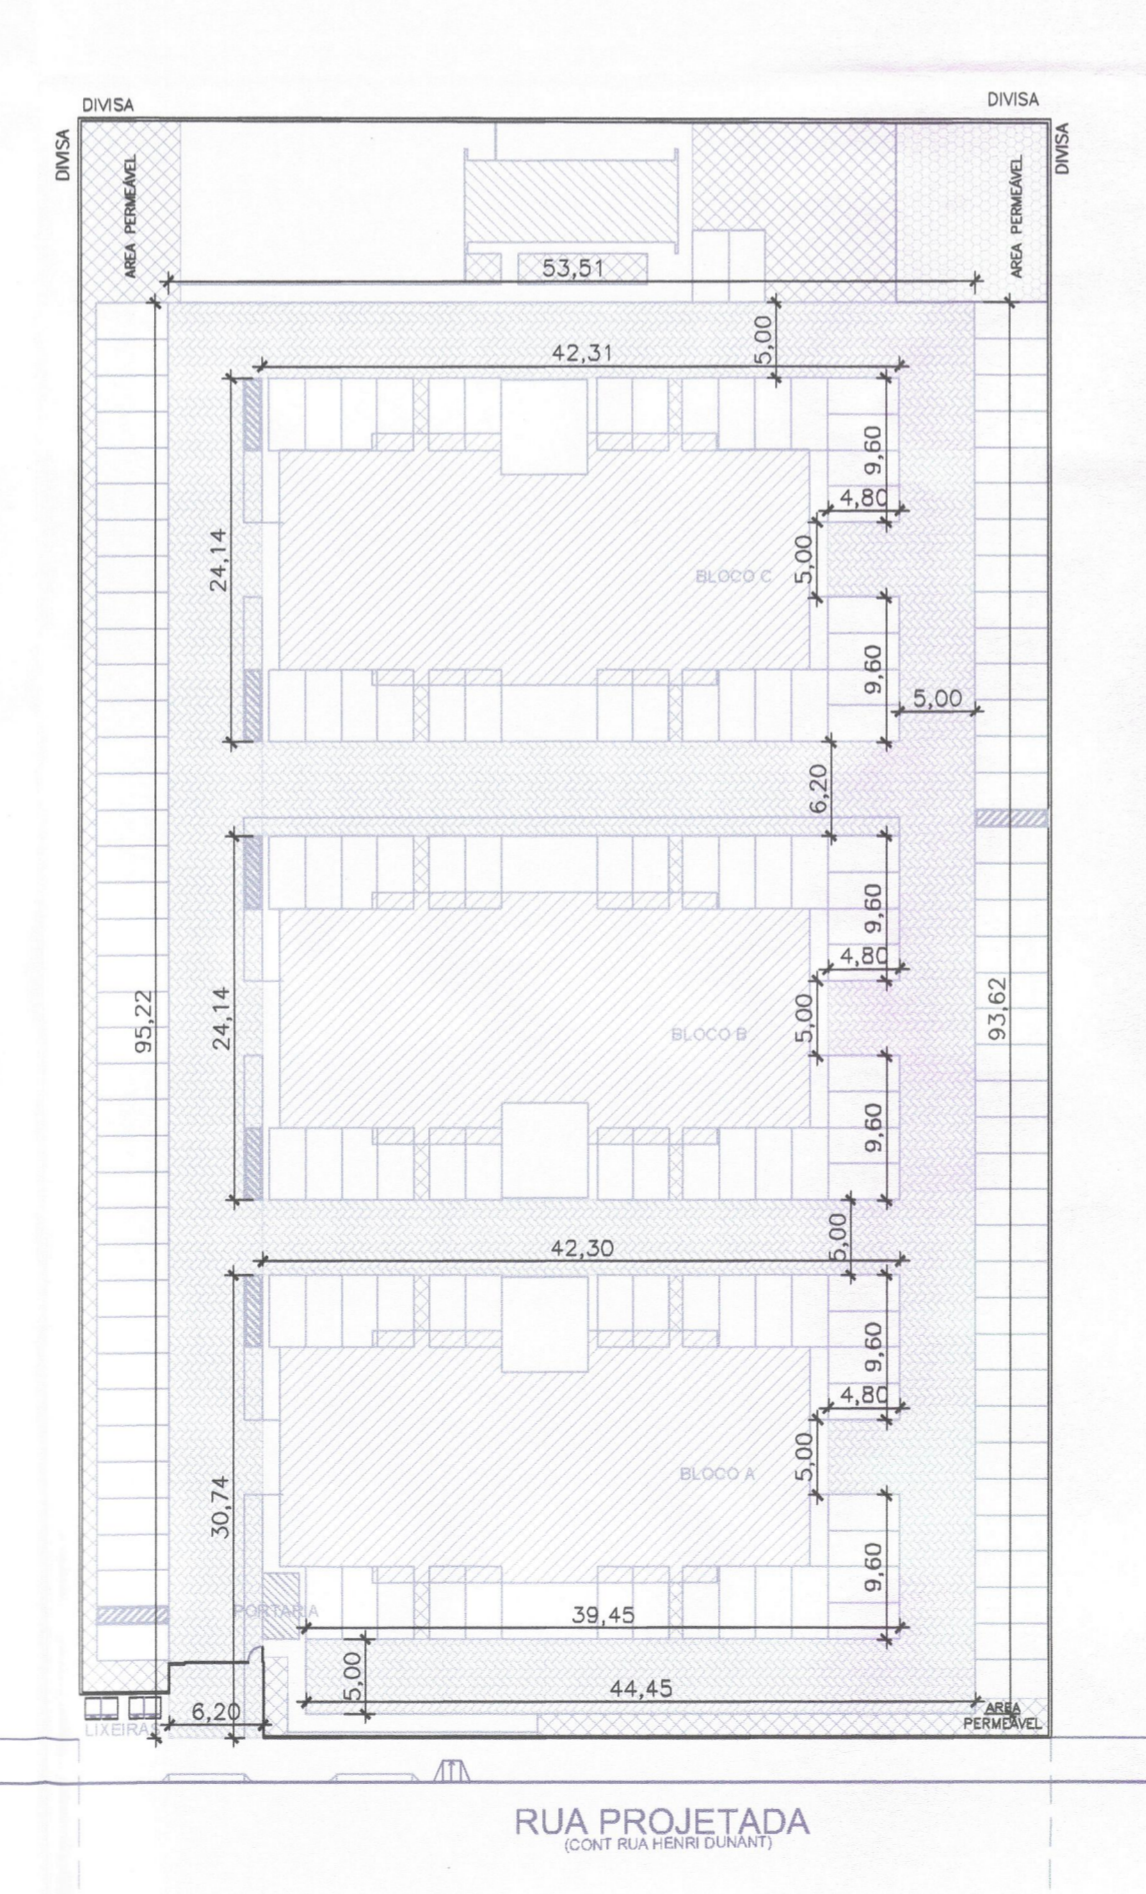 DIVISA
DIVISA
DIVISA
DIVISA
AREA PERMEÁVEL
AREA PERMEÁVEL
53,51
5,00
42,31
9,60
4,80
24,14
5,00
BLOCO C
9,60
5,00
6,20
9,60
4,80
95,22
24,14
5,00
93,62
BLOCO B
9,60
5,00
42,30
9,60
4,80
30,74
5,00
BLOCO A
9,60
PORTARIA
39,45
5,00
44,45
6,20
AREA
PERMEÁVEL
LIXEIRAS
RUA PROJETADA
(CONT RUA HENRI DUNANT)